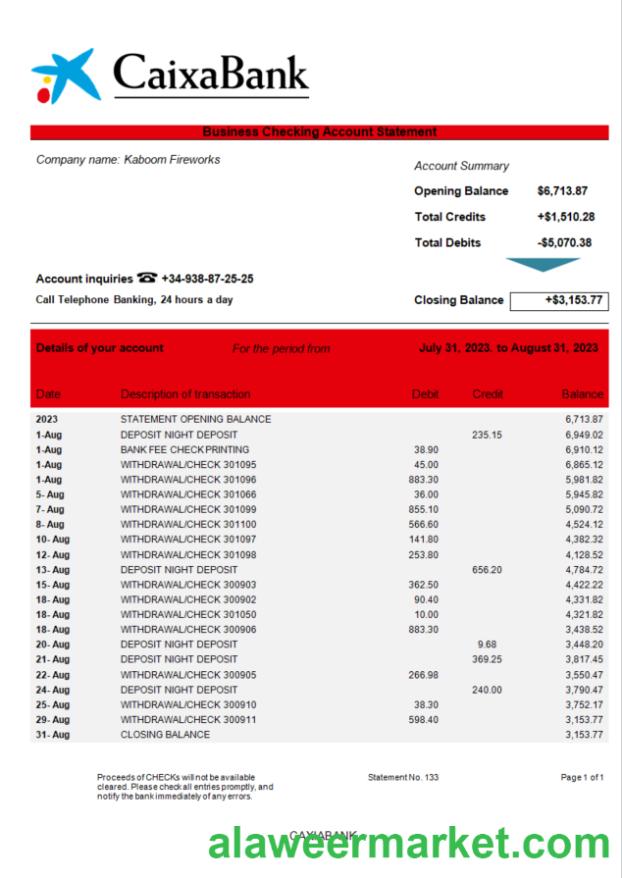 CaixaBank
Business Checking Account Statement
Company name: Kaboom Fireworks
Account Summary
Opening Balance $6,713.87
Total Credits +$1,510.28
Total Debits -$5,070.38
Account inquiries ☎ +34-938-87-25-25
Call Telephone Banking, 24 hours a day
Closing Balance +$3,153.77
Details of your account For the period from July 31, 2023. to August 31, 2023
Date Description of transaction Debit Credit Balance
2023 STATEMENT OPENING BALANCE 6,713.87
1-Aug DEPOSIT NIGHT DEPOSIT 235.15 6,949.02
1-Aug BANK FEE CHECK PRINTING 38.90 6,910.12
1-Aug WITHDRAWAL/CHECK 301095 45.00 6,865.12
1-Aug WITHDRAWAL/CHECK 301096 883.30 5,981.82
5- Aug WITHDRAWAL/CHECK 301066 36.00 5,945.82
7- Aug WITHDRAWAL/CHECK 301099 855.10 5,090.72
8- Aug WITHDRAWAL/CHECK 301100 566.60 4,524.12
10- Aug WITHDRAWAL/CHECK 301097 141.80 4,382.32
12- Aug WITHDRAWAL/CHECK 301098 253.80 4,128.52
13- Aug DEPOSIT NIGHT DEPOSIT 656.20 4,784.72
15- Aug WITHDRAWAL/CHECK 300903 362.50 4,422.22
18- Aug WITHDRAWAL/CHECK 300902 90.40 4,331.82
18- Aug WITHDRAWAL/CHECK 301050 10.00 4,321.82
18- Aug WITHDRAWAL/CHECK 300906 883.30 3,438.52
20- Aug DEPOSIT NIGHT DEPOSIT 9.68 3,448.20
21- Aug DEPOSIT NIGHT DEPOSIT 369.25 3,817.45
22- Aug WITHDRAWAL/CHECK 300905 266.98 3,550.47
24- Aug DEPOSIT NIGHT DEPOSIT 240.00 3,790.47
25- Aug WITHDRAWAL/CHECK 300910 38.30 3,752.17
29- Aug WITHDRAWAL/CHECK 300911 598.40 3,153.77
31- Aug CLOSING BALANCE 3,153.77
Proceeds of CHECKs will not be available
cleared. Please check all entries promptly, and
notify the bank immediately of any errors.
Statement No. 133
Page 1 of 1
CAYIABANK
alaweermarket.com